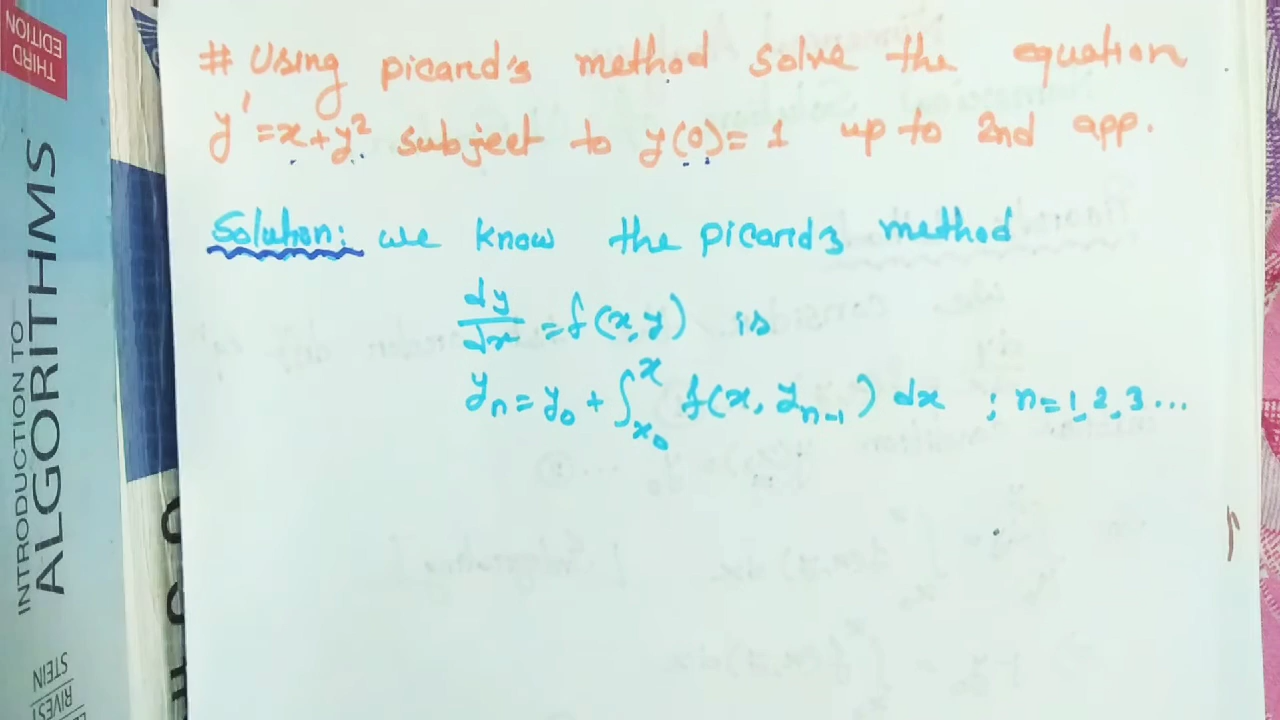 # Using picard's method solve the equation
y' = x + y² subject to y(0) = 1 up to 2nd app.
Solution: we know the picard's method
dy/dx = f(x, y) is
yₙ = y₀ + ∫ₓ₀ˣ f(x, yₙ₋₁) dx ; n = 1, 2, 3 ...
THIRD
EDITION
INTRODUCTION TO
ALGORITHMS
STEIN
RIVEST